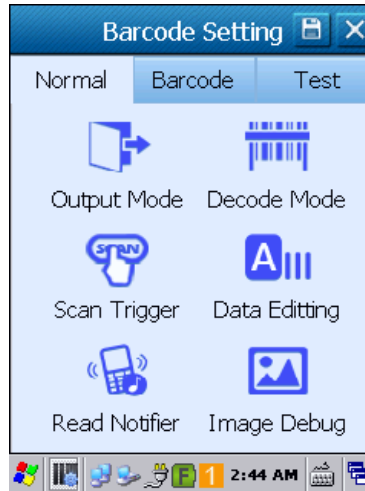 Barcode Setting
Normal Barcode Test
Output Mode Decode Mode
SCAN A
Scan Trigger Data Editting
Read Notifier Image Debug
F 1 2:44 AM